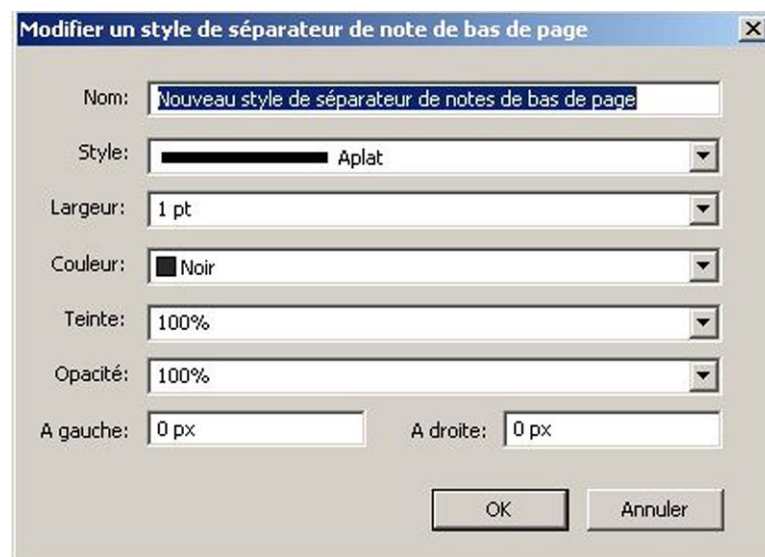 Modifier un style de séparateur de note de bas de page
Nom: Nouveau style de séparateur de notes de bas de page
Style: Aplat
Largeur: 1 pt
Couleur: Noir
Teinte: 100%
Opacité: 100%
A gauche: 0 px A droite: 0 px
OK Annuler